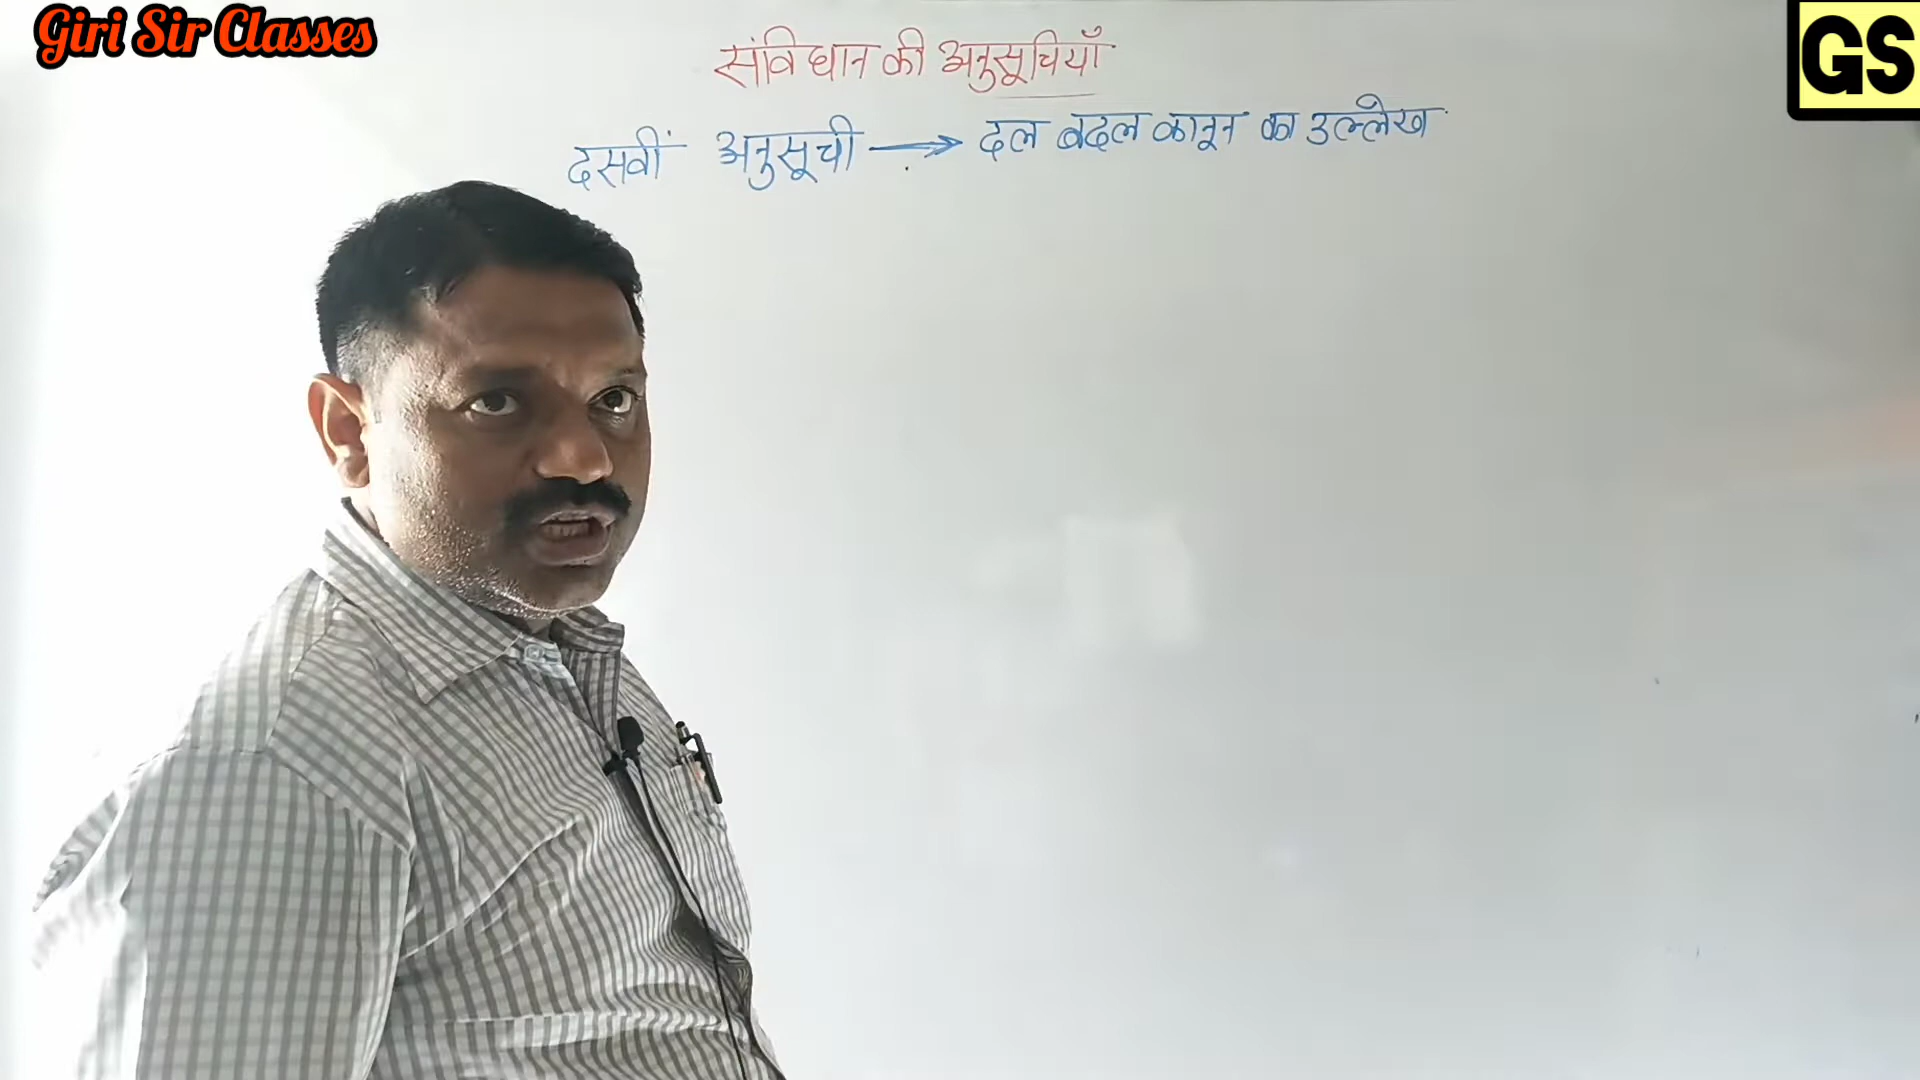 Giri Sir Classes
GS
संविधान की अनुसूचियाँ
दसवीं अनुसूची → दल बदल कानून का उल्लेख